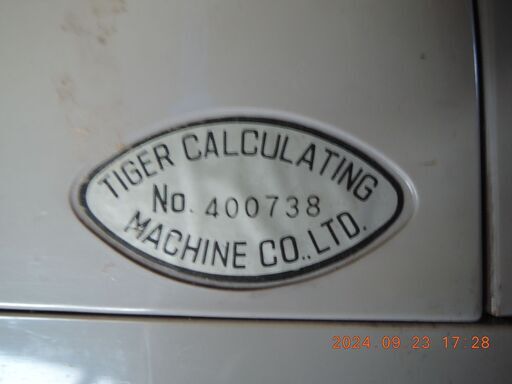 TIGER CALCULATING
No. 400738
MACHINE CO., LTD.
2024.09.23 17:28